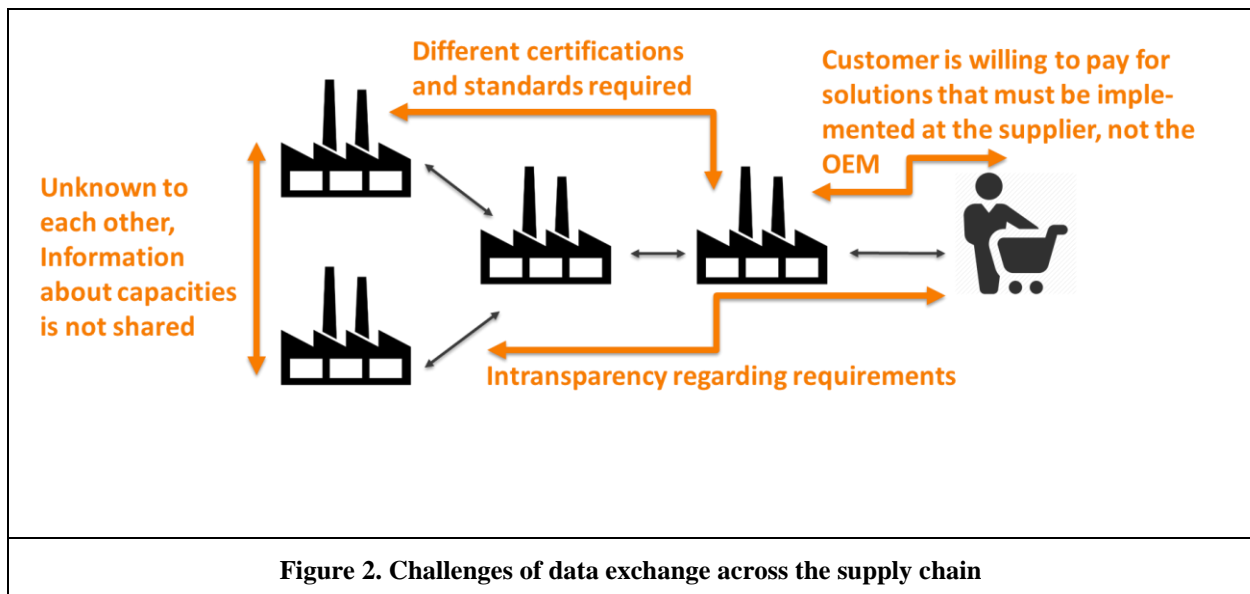 Different certifications
and standards required
Customer is willing to pay for
solutions that must be imple-
mented at the supplier, not the
OEM
Unknown to
each other,
Information
about capacities
is not shared
Intransparency regarding requirements
Figure 2. Challenges of data exchange across the supply chain